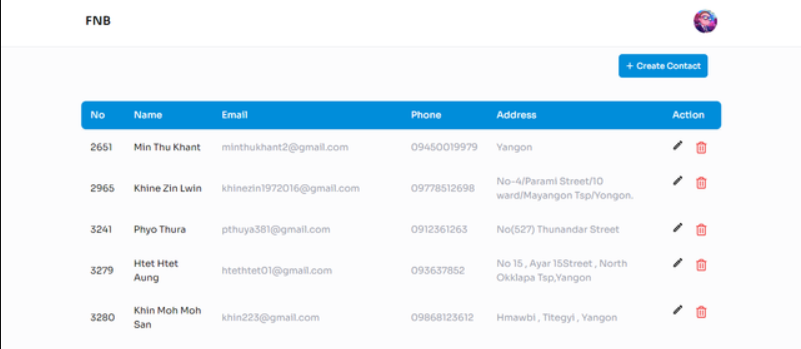 FNB
+ Create Contact
No Name Email Phone Address Action
2651 Min Thu Khant minthukhant2@gmail.com 09450019979 Yangon
2965 Khine Zin Lwin khinezin1972016@gmail.com 09778512698 No-4/Parami Street/10
ward/Mayangon Tsp/Yongon.
3241 Phyo Thura pthuya381@gmail.com 0912361263 No(527) Thunandar Street
3279 Htet Htet
Aung htethtet01@gmail.com 093637852 No 15 , Ayar 15Street , North
Okklapa Tsp,Yangon
3280 Khin Moh Moh
San khin223@gmail.com 09868123612 Hmawbi , Titegyi , Yangon